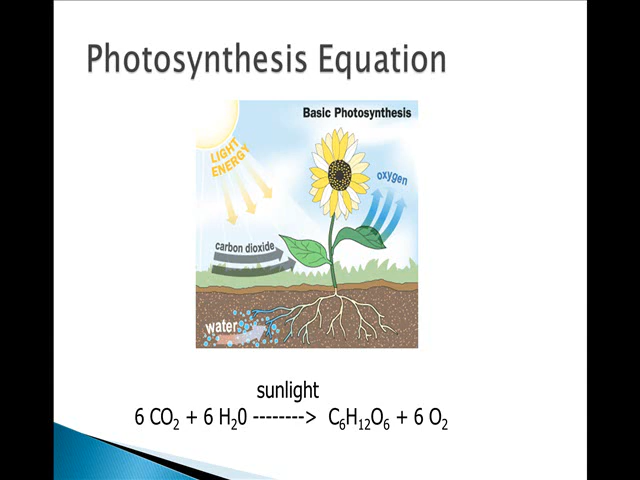 Photosynthesis Equation
Basic Photosynthesis
LIGHT
ENERGY
oxygen
carbon dioxide
water
sunlight
6 CO₂ + 6 H₂0 --------> C₆H₁₂O₆ + 6 O₂